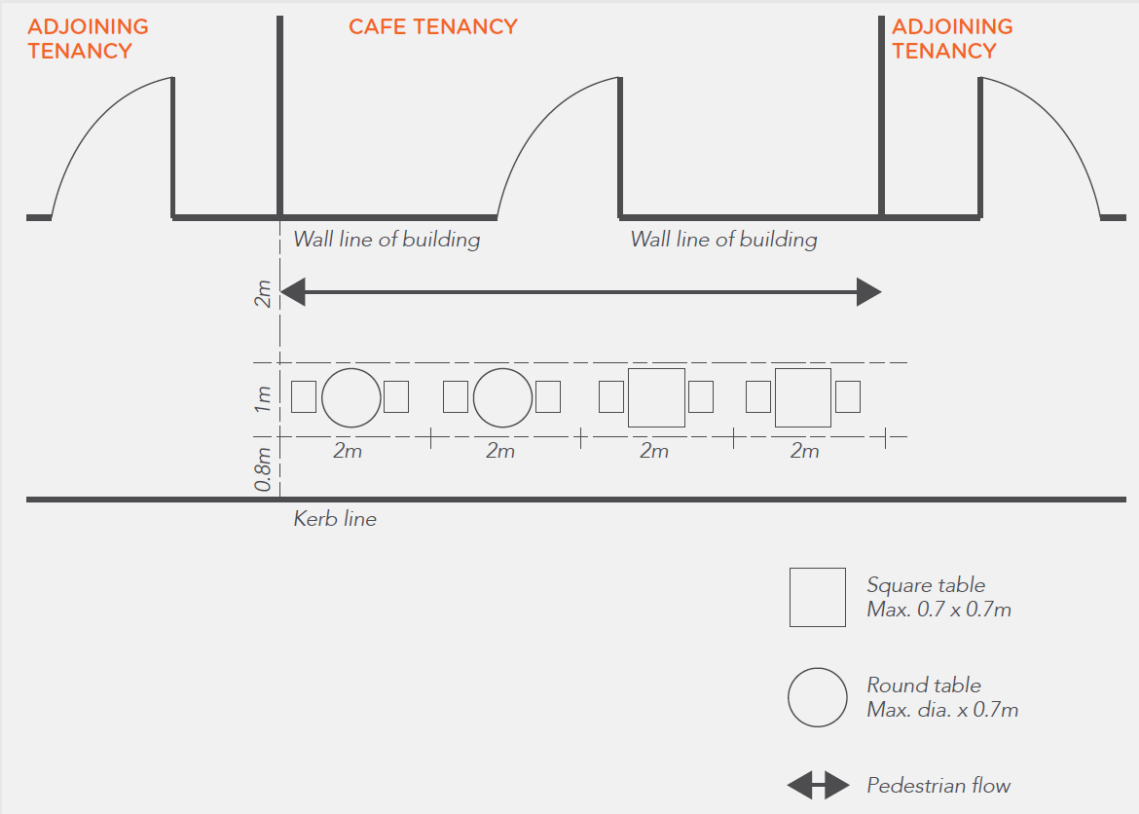 ADJOINING
TENANCY
CAFE TENANCY
ADJOINING
TENANCY
Wall line of building
Wall line of building
2m
1m
2m
2m
2m
2m
0.8m
Kerb line
Square table
Max. 0.7 x 0.7m
Round table
Max. dia. x 0.7m
Pedestrian flow